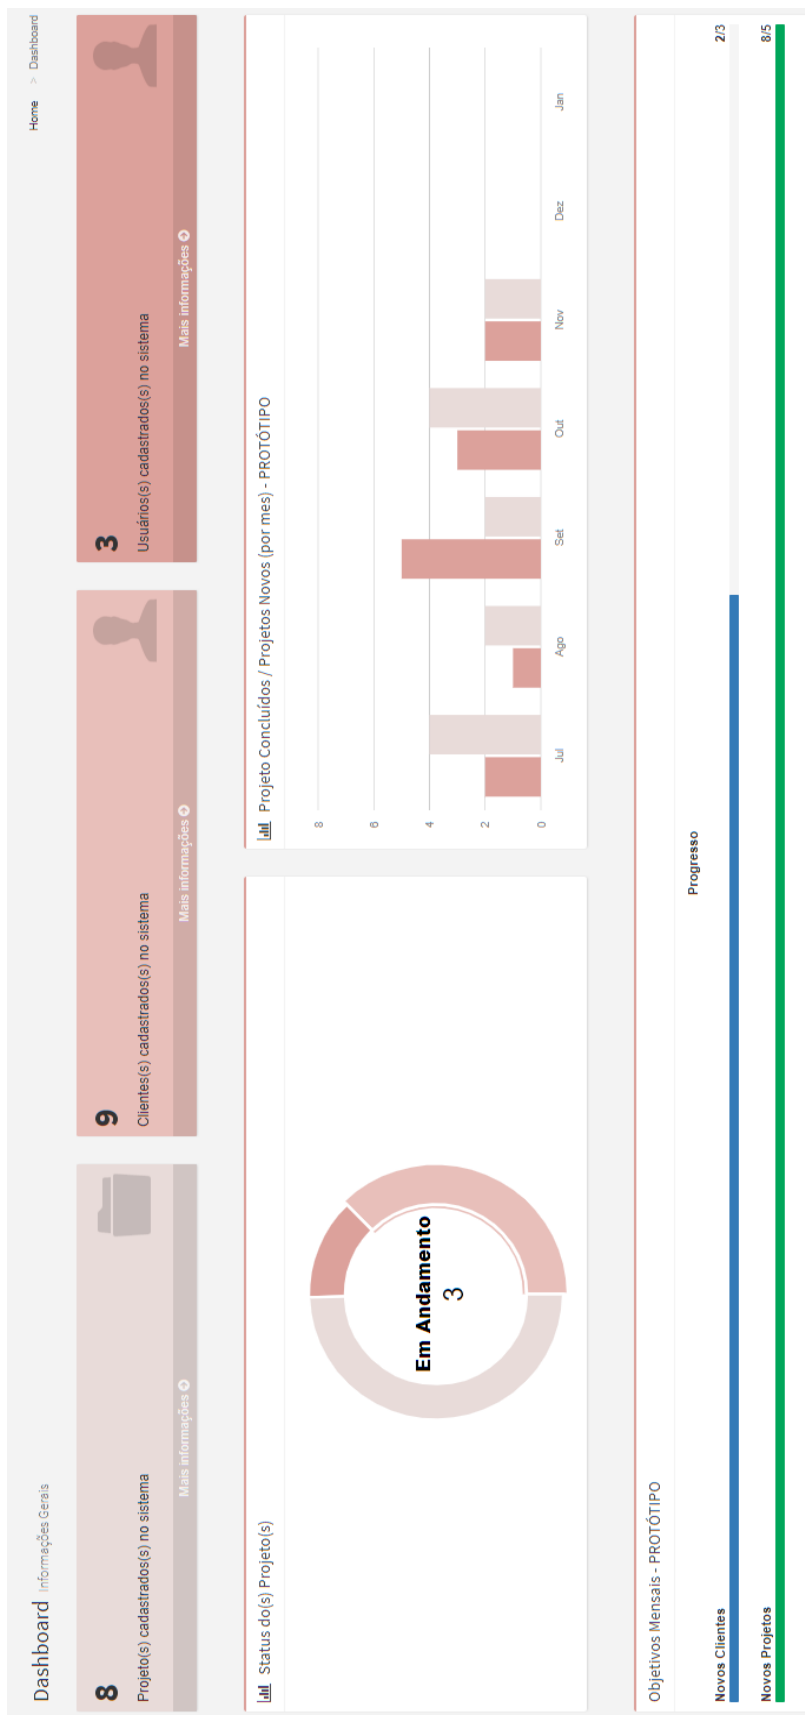 Dashboard Informações Gerais
Home > Dashboard
8
Projeto(s) cadastrados(s) no sistema
Mais informações
9
Clientes(s) cadastrados(s) no sistema
Mais informações
3
Usuários(s) cadastrados(s) no sistema
Mais informações
Status do(s) Projeto(s)
Em Andamento
3
Projeto Concluídos / Projetos Novos (por mes) - PROTÓTIPO
8
6
4
2
0
Jul Ago Set Out Nov Dez Jan
Objetivos Mensais - PROTÓTIPO
Progresso
Novos Clientes 2/3
Novos Projetos 8/5